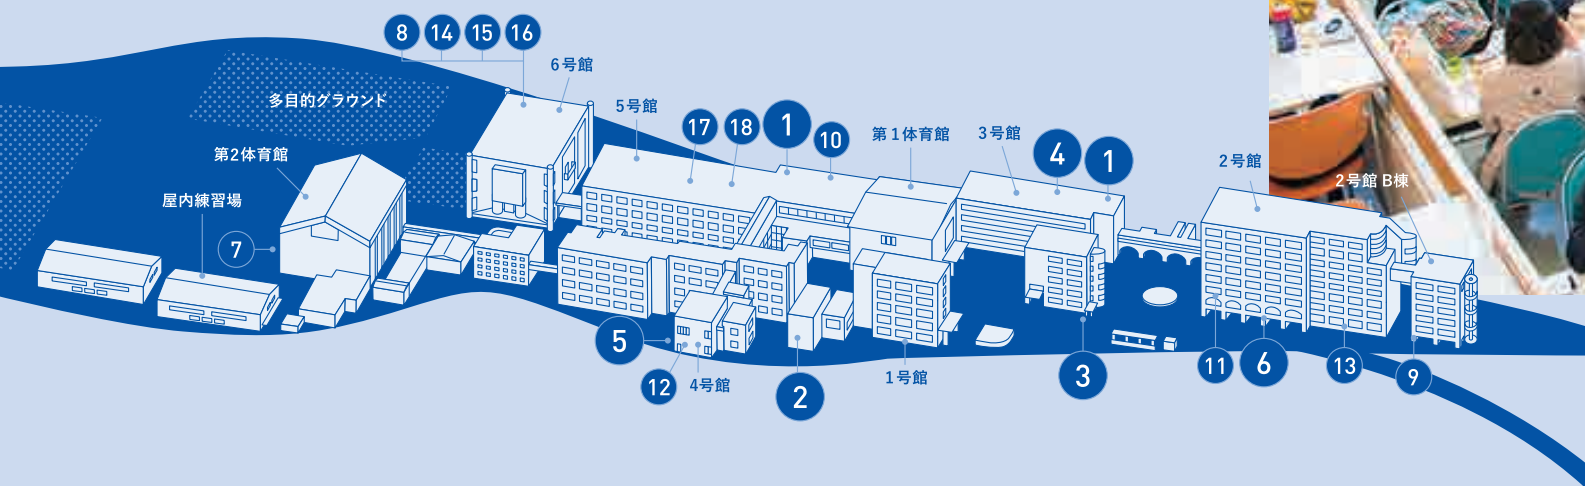 8 14 15 16
6号館
多目的グラウンド
5号館
17 18 1 10
第1体育館
3号館
4 1
第2体育館
2号館
2号館 B棟
屋内練習場
7
5
12
4号館
2
1号館
3
11
6
13
9